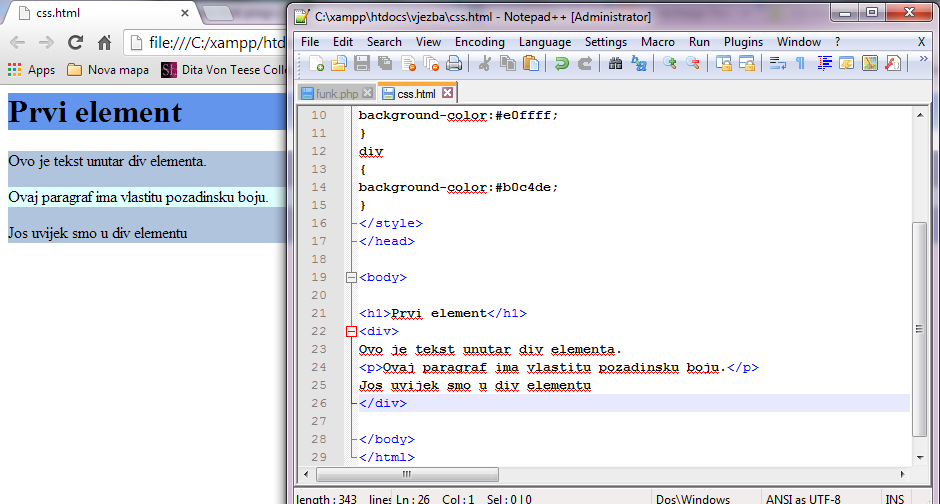 css.html
file:///C:/xampp/htd
Apps
Nova mapa
Dita Von Teese Coll
Prvi element
Ovo je tekst unutar div elementa.
Ovaj paragraf ima vlastitu pozadinsku boju.
Jos uvijek smo u div elementu
C:\xampp\htdocs\vjezba\css.html - Notepad++ [Administrator]
File Edit Search View Encoding Language Settings Macro Run Plugins Window ? X
funk.php css.html
10 background-color:#e0ffff;
11 }
12 div
13 {
14 background-color:#b0c4de;
15 }
16 </style>
17 </head>
18
19 <body>
20
21 <h1>Prvi element</h1>
22 <div>
23 Ovo je tekst unutar div elementa.
24 <p>Ovaj paragraf ima vlastitu pozadinsku boju.</p>
25 Jos uvijek smo u div elementu
26 </div>
27
28 </body>
29 </html>
length : 343 lines Ln : 26 Col : 1 Sel : 0 | 0 Dos\Windows ANSI as UTF-8 INS